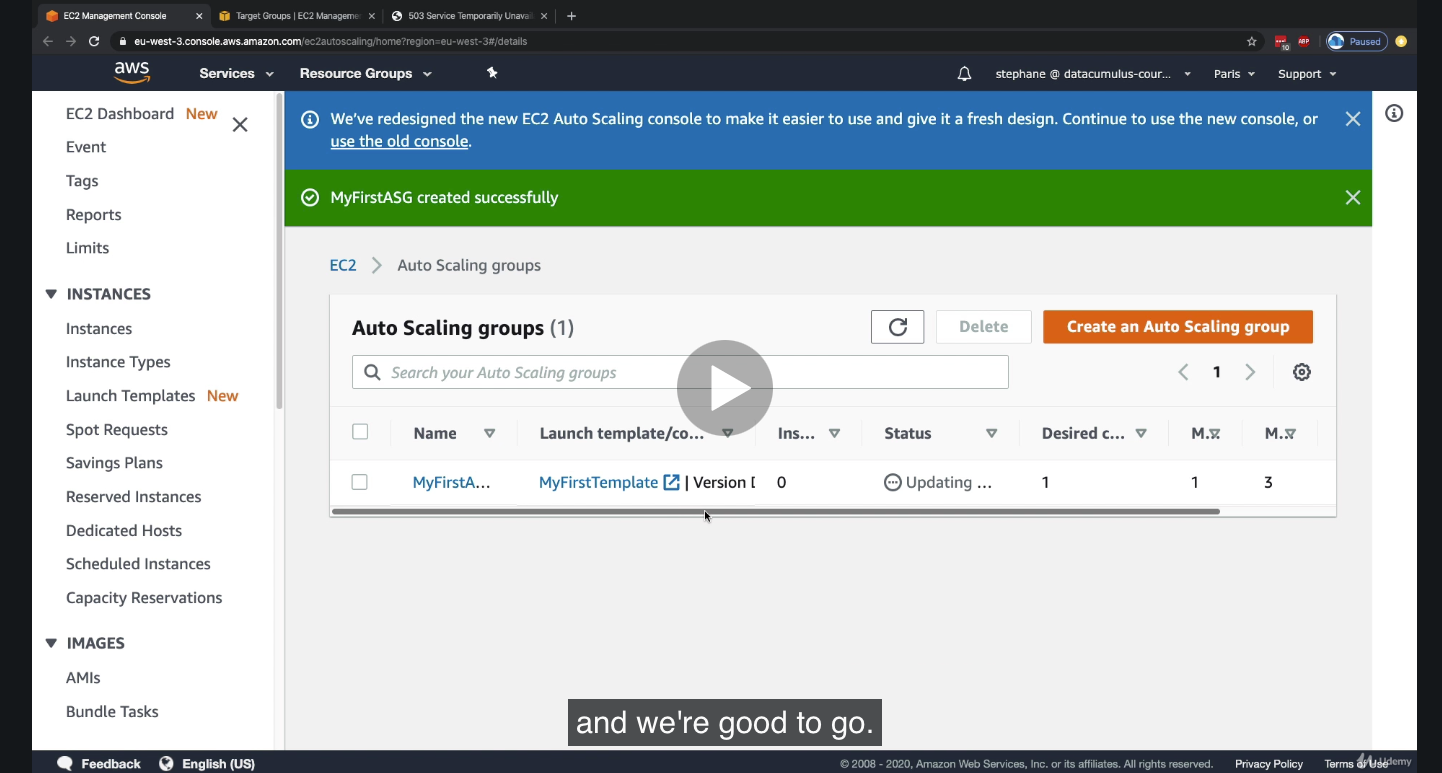 EC2 Management Console
Target Groups | EC2 Manageme
503 Service Temporarily Unavai
eu-west-3.console.aws.amazon.com/ec2autoscaling/home?region=eu-west-3#/details
10
ABP
Paused
aws
Services
Resource Groups
stephane @ datacumulus-cour...
Paris
Support
EC2 Dashboard New
Event
Tags
Reports
Limits
INSTANCES
Instances
Instance Types
Launch Templates New
Spot Requests
Savings Plans
Reserved Instances
Dedicated Hosts
Scheduled Instances
Capacity Reservations
IMAGES
AMIs
Bundle Tasks
We've redesigned the new EC2 Auto Scaling console to make it easier to use and give it a fresh design. Continue to use the new console, or
use the old console.
MyFirstASG created successfully
EC2 > Auto Scaling groups
Auto Scaling groups (1)
Delete
Create an Auto Scaling group
Search your Auto Scaling groups
1
Name Launch template/co... Ins... Status Desired c... M... M...
MyFirstA... MyFirstTemplate | Version D 0 Updating ... 1 1 3
and we're good to go.
Feedback
English (US)
© 2008 - 2020, Amazon Web Services, Inc. or its affiliates. All rights reserved.
Privacy Policy
Terms of Use
Udemy